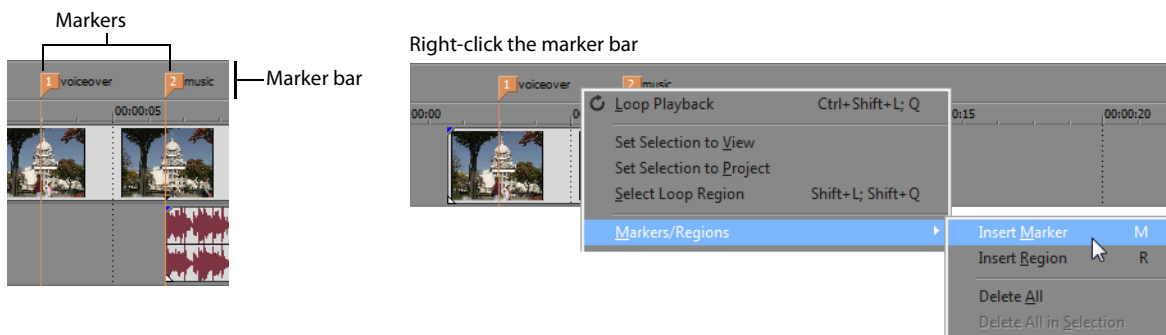 Markers
1 voiceover
2 music
Marker bar
00:00:05
Right-click the marker bar
1 voiceover
2 music
00:00
0:15
00:00:20
Loop Playback Ctrl+Shift+L; Q
Set Selection to View
Set Selection to Project
Select Loop Region Shift+L; Shift+Q
Markers/Regions
Insert Marker M
Insert Region R
Delete All
Delete All in Selection